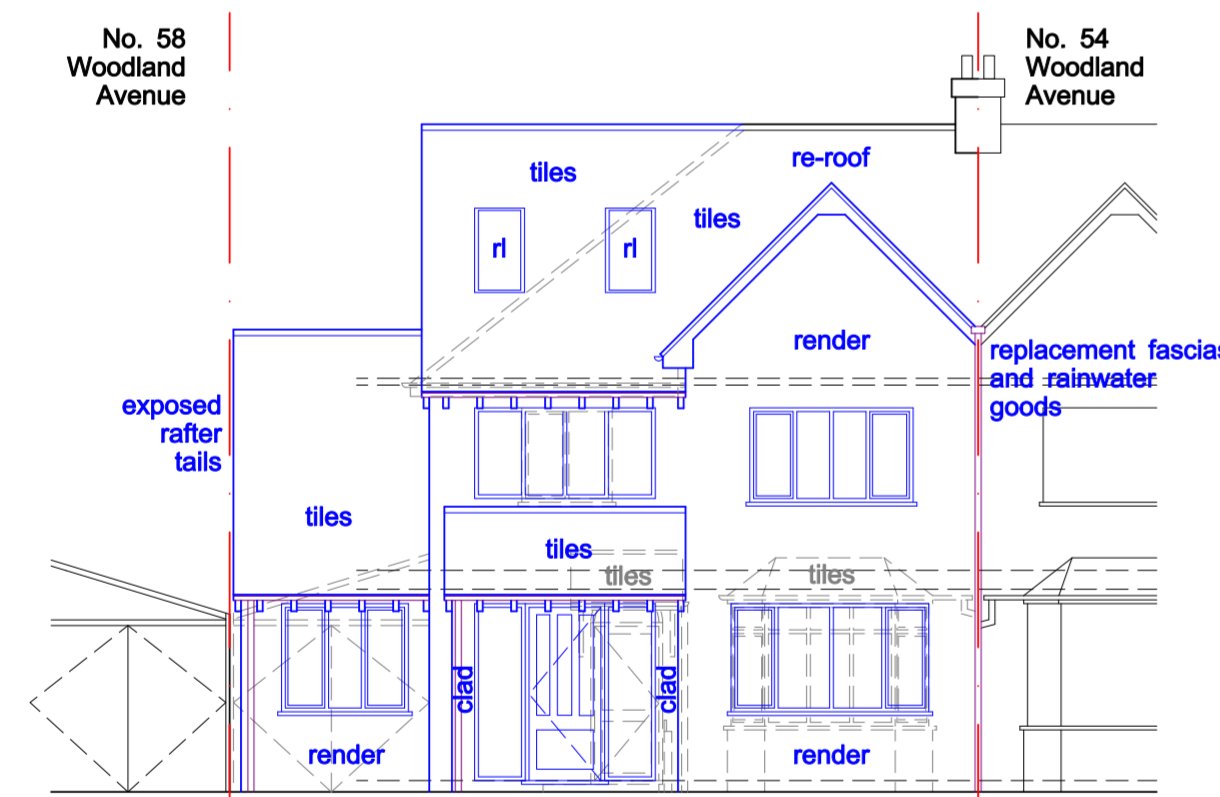 No. 58
Woodland
Avenue
No. 54
Woodland
Avenue
re-roof
tiles
tiles
rl
rl
render
replacement fascias
and rainwater
goods
exposed
rafter
tails
tiles
tiles
tiles
tiles
clad
clad
render
render